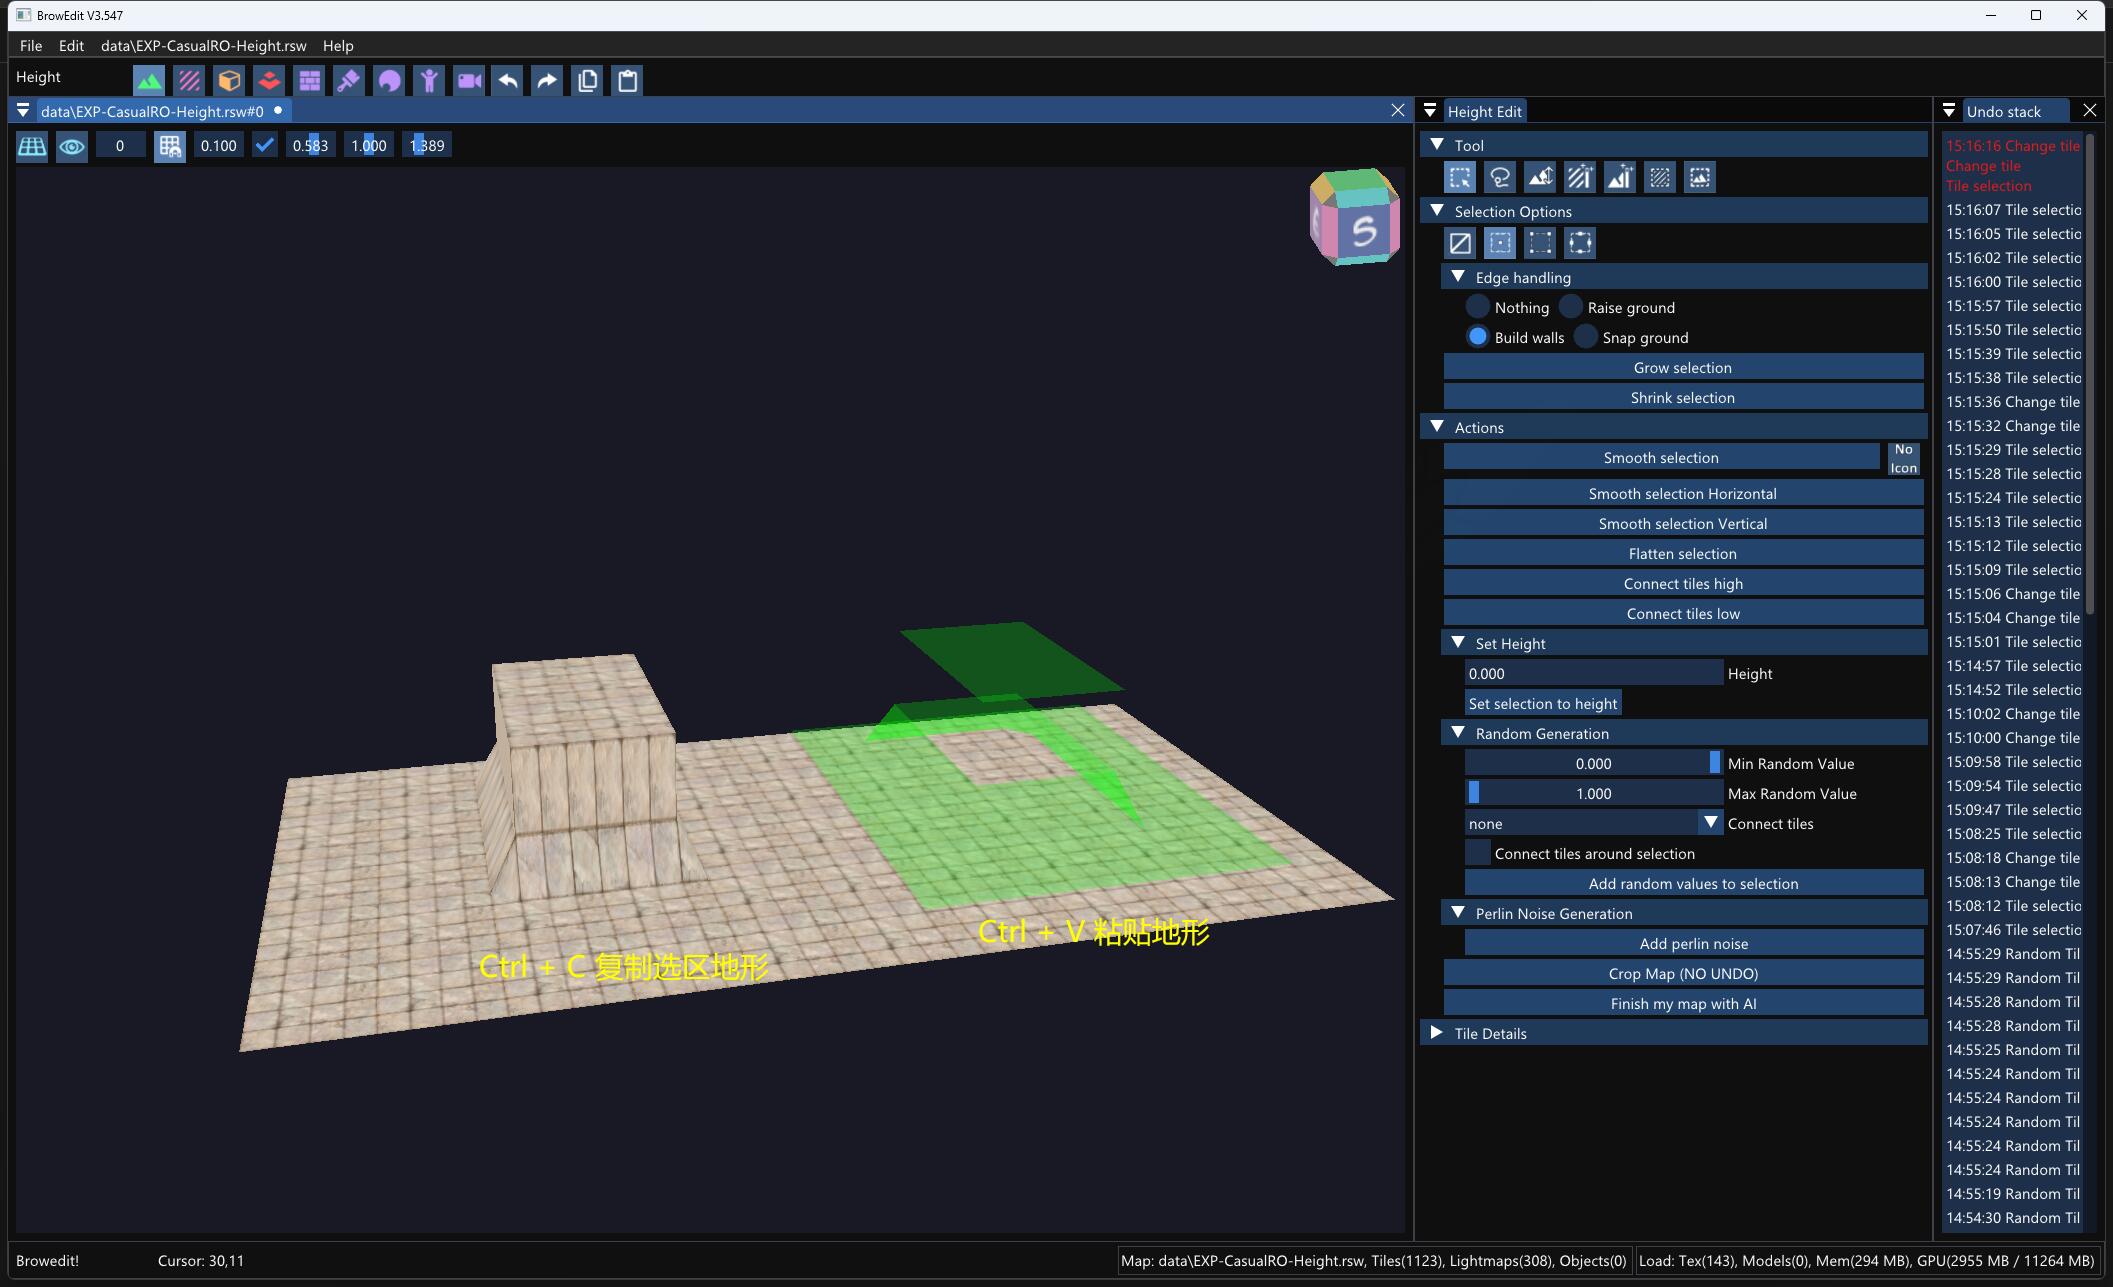 BrowEdit V3.547
File Edit data\EXP-CasualRO-Height.rsw Help
Height
data\EXP-CasualRO-Height.rsw#0
0 0.100 0.583 1.000 1.389
S
Ctrl + C 复制选区地形
Ctrl + V 粘贴地形
Height Edit
Tool
Selection Options
Edge handling
Nothing Raise ground
Build walls Snap ground
Grow selection
Shrink selection
Actions
Smooth selection
No
Icon
Smooth selection Horizontal
Smooth selection Vertical
Flatten selection
Connect tiles high
Connect tiles low
Set Height
0.000 Height
Set selection to height
Random Generation
0.000 Min Random Value
1.000 Max Random Value
none Connect tiles
Connect tiles around selection
Add random values to selection
Perlin Noise Generation
Add perlin noise
Crop Map (NO UNDO)
Finish my map with AI
Tile Details
Undo stack
15:16:16 Change tile
Change tile
Tile selection
15:16:07 Tile selectio
15:16:05 Tile selectio
15:16:02 Tile selectio
15:16:00 Tile selectio
15:15:57 Tile selectio
15:15:50 Tile selectio
15:15:39 Tile selectio
15:15:38 Tile selectio
15:15:36 Change tile
15:15:32 Change tile
15:15:29 Tile selectio
15:15:28 Tile selectio
15:15:24 Tile selectio
15:15:13 Tile selectio
15:15:12 Tile selectio
15:15:09 Tile selectio
15:15:06 Change tile
15:15:04 Change tile
15:15:01 Tile selectio
15:14:57 Tile selectio
15:14:52 Tile selectio
15:10:02 Change tile
15:10:00 Change tile
15:09:58 Tile selectio
15:09:54 Tile selectio
15:09:47 Tile selectio
15:08:25 Tile selectio
15:08:18 Change tile
15:08:13 Change tile
15:08:12 Tile selectio
15:07:46 Tile selectio
14:55:29 Random Til
14:55:29 Random Til
14:55:28 Random Til
14:55:28 Random Til
14:55:25 Random Til
14:55:24 Random Til
14:55:24 Random Til
14:55:24 Random Til
14:55:24 Random Til
14:55:24 Random Til
14:55:19 Random Til
14:54:30 Random Til
Browedit! Cursor: 30,11
Map: data\EXP-CasualRO-Height.rsw, Tiles(1123), Lightmaps(308), Objects(0)
Load: Tex(143), Models(0), Mem(294 MB), GPU(2955 MB / 11264 MB)